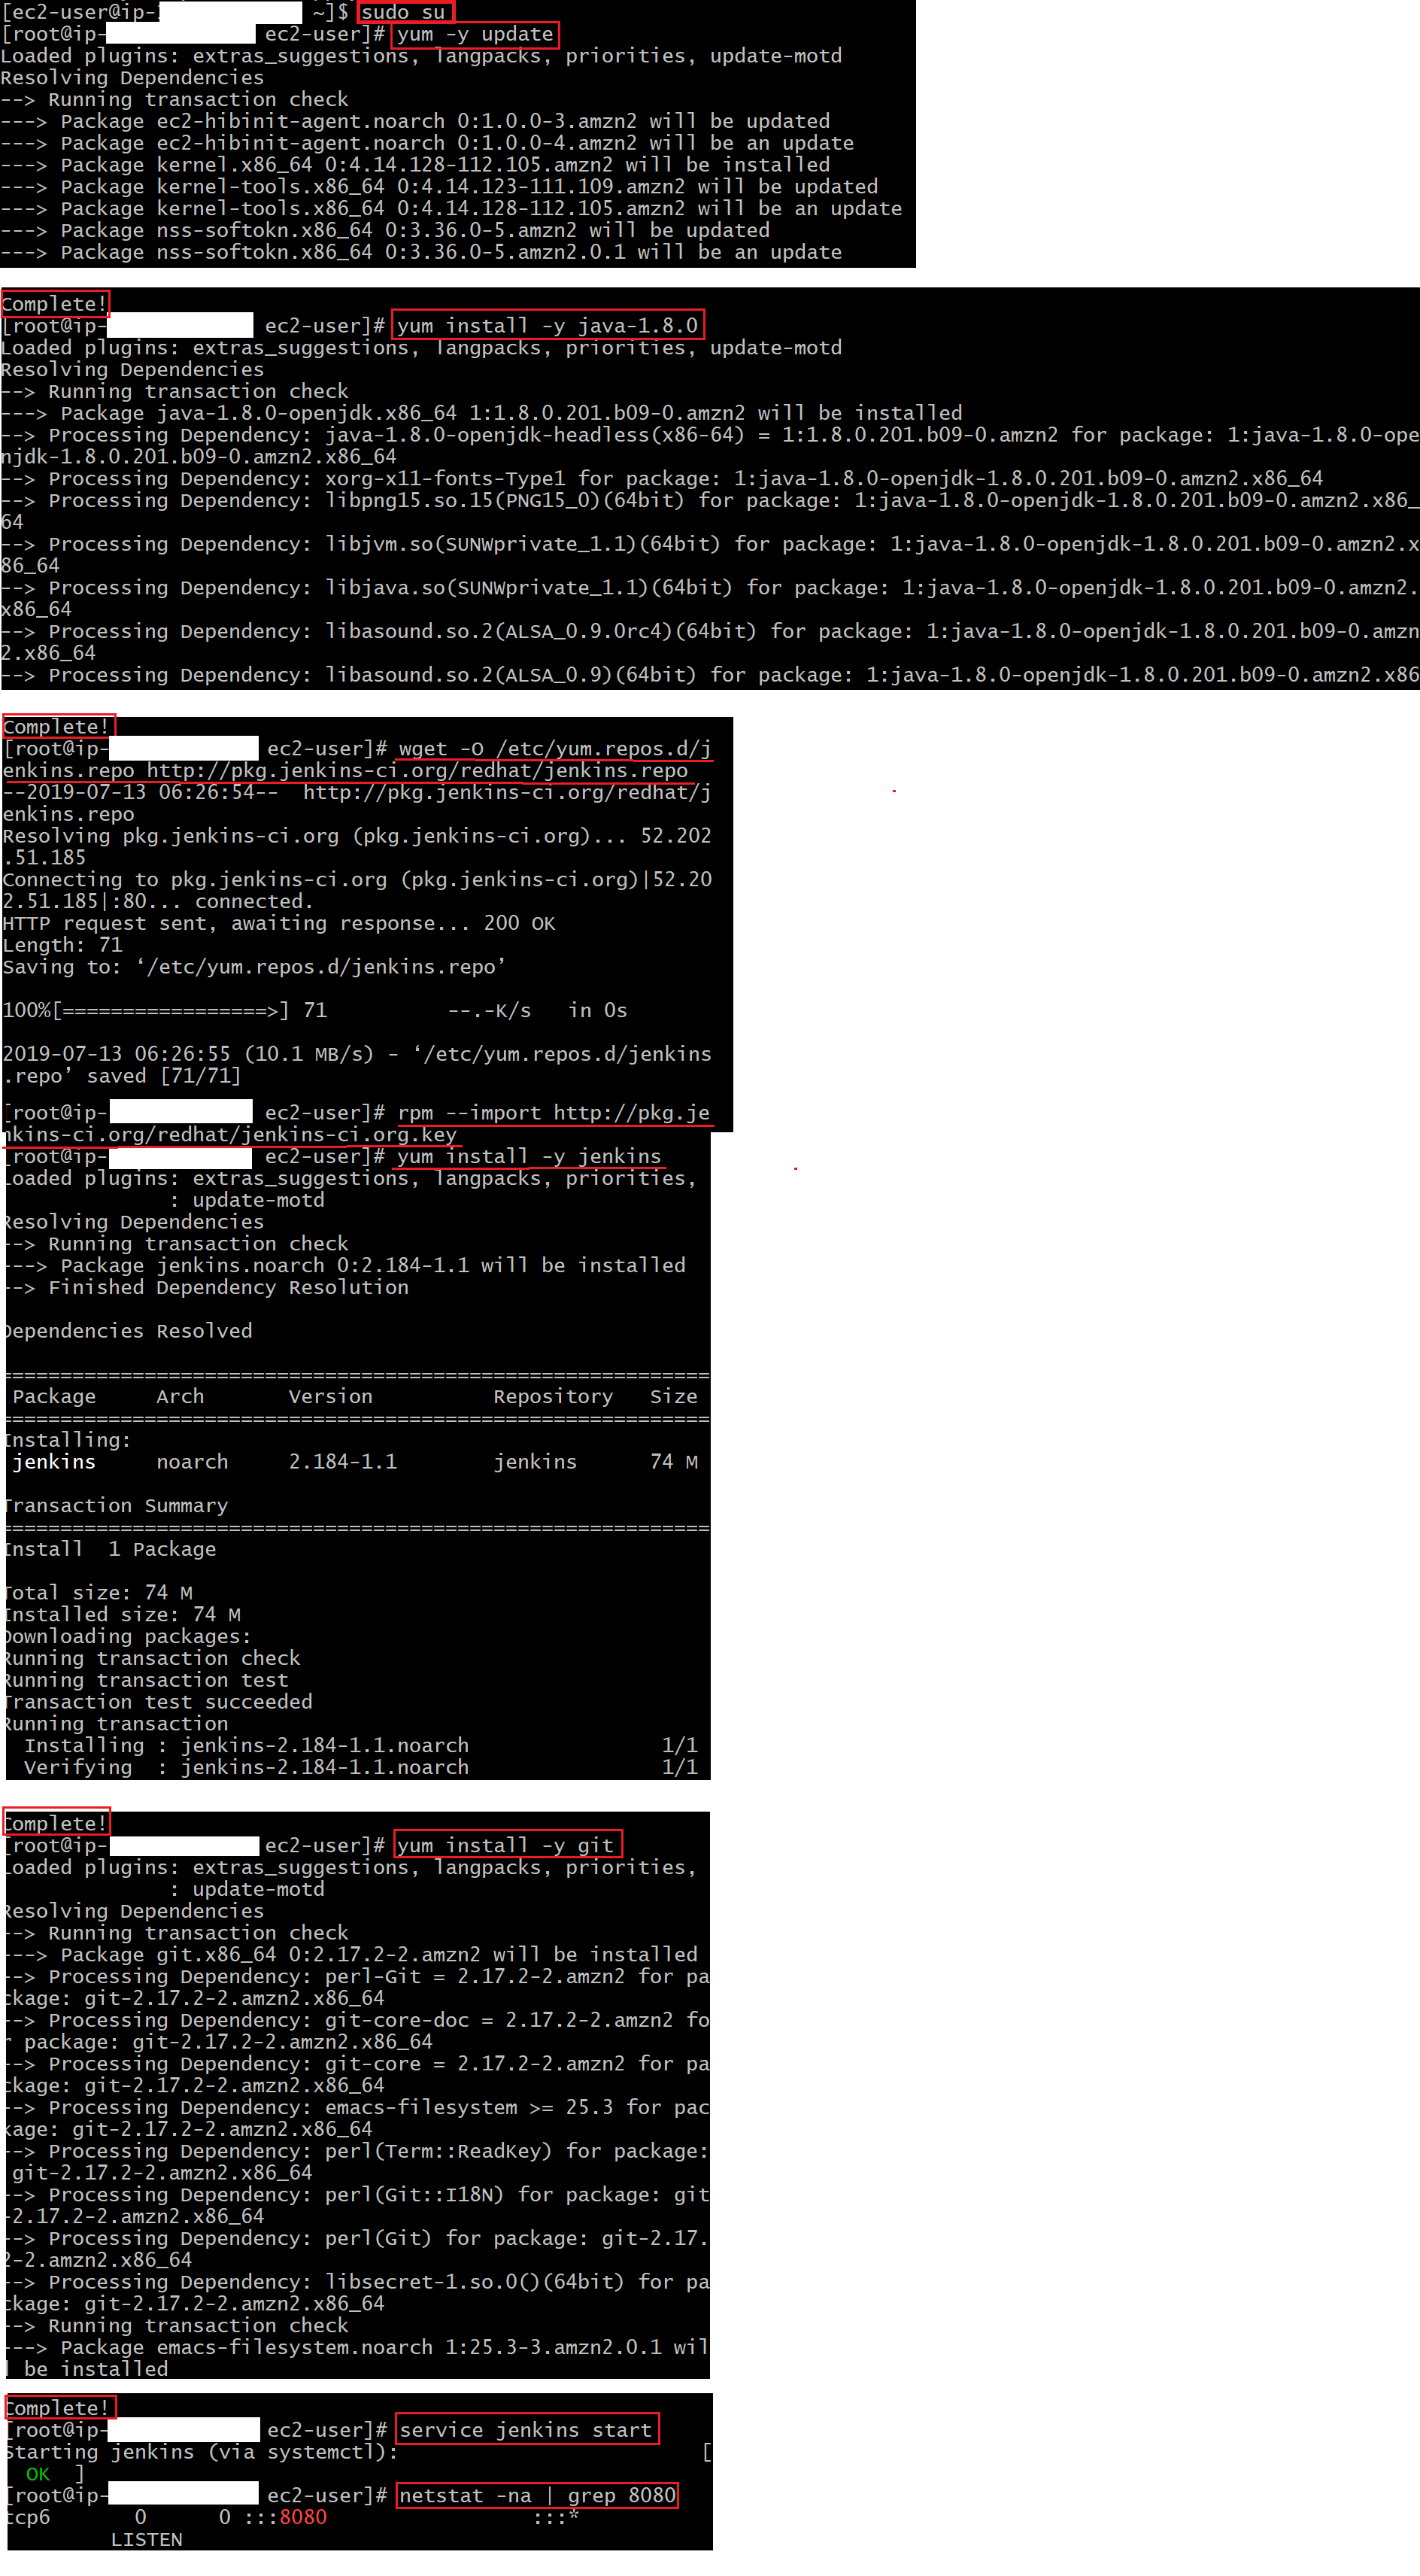 [ec2-user@ip- ~]$ sudo su
[root@ip- ec2-user]# yum -y update
Loaded plugins: extras_suggestions, langpacks, priorities, update-motd
Resolving Dependencies
--> Running transaction check
---> Package ec2-hibinit-agent.noarch 0:1.0.0-3.amzn2 will be updated
---> Package ec2-hibinit-agent.noarch 0:1.0.0-4.amzn2 will be an update
---> Package kernel.x86_64 0:4.14.128-112.105.amzn2 will be installed
---> Package kernel-tools.x86_64 0:4.14.123-111.109.amzn2 will be updated
---> Package kernel-tools.x86_64 0:4.14.128-112.105.amzn2 will be an update
---> Package nss-softokn.x86_64 0:3.36.0-5.amzn2 will be updated
---> Package nss-softokn.x86_64 0:3.36.0-5.amzn2.0.1 will be an update
Complete!
[root@ip- ec2-user]# yum install -y java-1.8.0
Loaded plugins: extras_suggestions, langpacks, priorities, update-motd
Resolving Dependencies
--> Running transaction check
---> Package java-1.8.0-openjdk.x86_64 1:1.8.0.201.b09-0.amzn2 will be installed
--> Processing Dependency: java-1.8.0-openjdk-headless(x86-64) = 1:1.8.0.201.b09-0.amzn2 for package: 1:java-1.8.0-ope
njdk-1.8.0.201.b09-0.amzn2.x86_64
--> Processing Dependency: xorg-x11-fonts-Type1 for package: 1:java-1.8.0-openjdk-1.8.0.201.b09-0.amzn2.x86_64
--> Processing Dependency: libpng15.so.15(PNG15_0)(64bit) for package: 1:java-1.8.0-openjdk-1.8.0.201.b09-0.amzn2.x86_
64
--> Processing Dependency: libjvm.so(SUNWprivate_1.1)(64bit) for package: 1:java-1.8.0-openjdk-1.8.0.201.b09-0.amzn2.x
86_64
--> Processing Dependency: libjava.so(SUNWprivate_1.1)(64bit) for package: 1:java-1.8.0-openjdk-1.8.0.201.b09-0.amzn2.
x86_64
--> Processing Dependency: libasound.so.2(ALSA_0.9.0rc4)(64bit) for package: 1:java-1.8.0-openjdk-1.8.0.201.b09-0.amzn
2.x86_64
--> Processing Dependency: libasound.so.2(ALSA_0.9)(64bit) for package: 1:java-1.8.0-openjdk-1.8.0.201.b09-0.amzn2.x86
Complete!
[root@ip- ec2-user]# wget -O /etc/yum.repos.d/j
enkins.repo http://pkg.jenkins-ci.org/redhat/jenkins.repo
--2019-07-13 06:26:54-- http://pkg.jenkins-ci.org/redhat/j
enkins.repo
Resolving pkg.jenkins-ci.org (pkg.jenkins-ci.org)... 52.202
.51.185
Connecting to pkg.jenkins-ci.org (pkg.jenkins-ci.org)|52.20
2.51.185|:80... connected.
HTTP request sent, awaiting response... 200 OK
Length: 71
Saving to: ‘/etc/yum.repos.d/jenkins.repo’
100%[=================>] 71 --.-K/s in 0s
2019-07-13 06:26:55 (10.1 MB/s) - ‘/etc/yum.repos.d/jenkins
.repo’ saved [71/71]
[root@ip- ec2-user]# rpm --import http://pkg.je
nkins-ci.org/redhat/jenkins-ci.org.key
[root@ip- ec2-user]# yum install -y jenkins
Loaded plugins: extras_suggestions, langpacks, priorities,
: update-motd
Resolving Dependencies
--> Running transaction check
---> Package jenkins.noarch 0:2.184-1.1 will be installed
--> Finished Dependency Resolution
Dependencies Resolved
===========================================================
Package Arch Version Repository Size
===========================================================
Installing:
jenkins noarch 2.184-1.1 jenkins 74 M
Transaction Summary
===========================================================
Install 1 Package
Total size: 74 M
Installed size: 74 M
Downloading packages:
Running transaction check
Running transaction test
Transaction test succeeded
Running transaction
Installing : jenkins-2.184-1.1.noarch 1/1
Verifying : jenkins-2.184-1.1.noarch 1/1
Complete!
[root@ip- ec2-user]# yum install -y git
Loaded plugins: extras_suggestions, langpacks, priorities,
: update-motd
Resolving Dependencies
--> Running transaction check
---> Package git.x86_64 0:2.17.2-2.amzn2 will be installed
--> Processing Dependency: perl-Git = 2.17.2-2.amzn2 for pa
ckage: git-2.17.2-2.amzn2.x86_64
--> Processing Dependency: git-core-doc = 2.17.2-2.amzn2 fo
r package: git-2.17.2-2.amzn2.x86_64
--> Processing Dependency: git-core = 2.17.2-2.amzn2 for pa
ckage: git-2.17.2-2.amzn2.x86_64
--> Processing Dependency: emacs-filesystem >= 25.3 for pac
kage: git-2.17.2-2.amzn2.x86_64
--> Processing Dependency: perl(Term::ReadKey) for package:
git-2.17.2-2.amzn2.x86_64
--> Processing Dependency: perl(Git::I18N) for package: git
-2.17.2-2.amzn2.x86_64
--> Processing Dependency: perl(Git) for package: git-2.17.
2-2.amzn2.x86_64
--> Processing Dependency: libsecret-1.so.0()(64bit) for pa
ckage: git-2.17.2-2.amzn2.x86_64
--> Running transaction check
---> Package emacs-filesystem.noarch 1:25.3-3.amzn2.0.1 wil
l be installed
Complete!
[root@ip- ec2-user]# service jenkins start
Starting jenkins (via systemctl): [
OK ]
[root@ip- ec2-user]# netstat -na | grep 8080
tcp6 0 0 :::8080 :::*
LISTEN